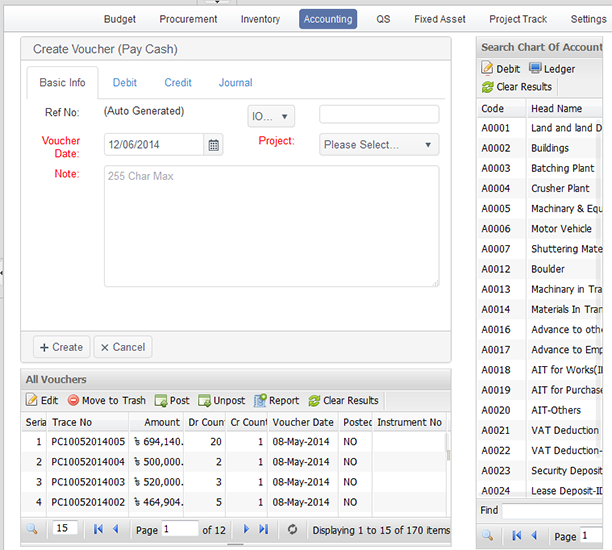 Budget Procurement Inventory Accounting QS Fixed Asset Project Track Settings
Create Voucher (Pay Cash)
Basic Info Debit Credit Journal
Ref No: (Auto Generated) IO...
Voucher Date: 12/06/2014 Project: Please Select...
Note: 255 Char Max
+ Create × Cancel
All Vouchers
Edit Move to Trash Post Unpost Report Clear Results
Seria Trace No Amount Dr Coun Cr Count Voucher Date Posted Instrument No
1 PC10052014005 ৳ 694,140. 20 1 08-May-2014 NO
2 PC10052014004 ৳ 500,000. 2 1 08-May-2014 NO
3 PC10052014003 ৳ 520,000. 3 1 08-May-2014 NO
4 PC10052014002 ৳ 464,904. 5 1 08-May-2014 NO
15 Page 1 of 12 Displaying 1 to 15 of 170 items
Search Chart Of Accoun
Debit Ledger
Clear Results
Code Head Name
A0001 Land and land D
A0002 Buildings
A0003 Batching Plant
A0004 Crusher Plant
A0005 Machinery & Equ
A0006 Motor Vehicle
A0007 Shuttering Mate
A0012 Boulder
A0013 Machinery in Tra
A0014 Materials In Tran
A0016 Advance to othe
A0017 Advance to Emp
A0018 AIT for Works(II
A0019 AIT for Purchase
A0020 AIT-Others
A0021 VAT Deduction
A0022 VAT Deduction-
A0023 Security Deposit
A0024 Lease Deposit-ID
Find
Page 1